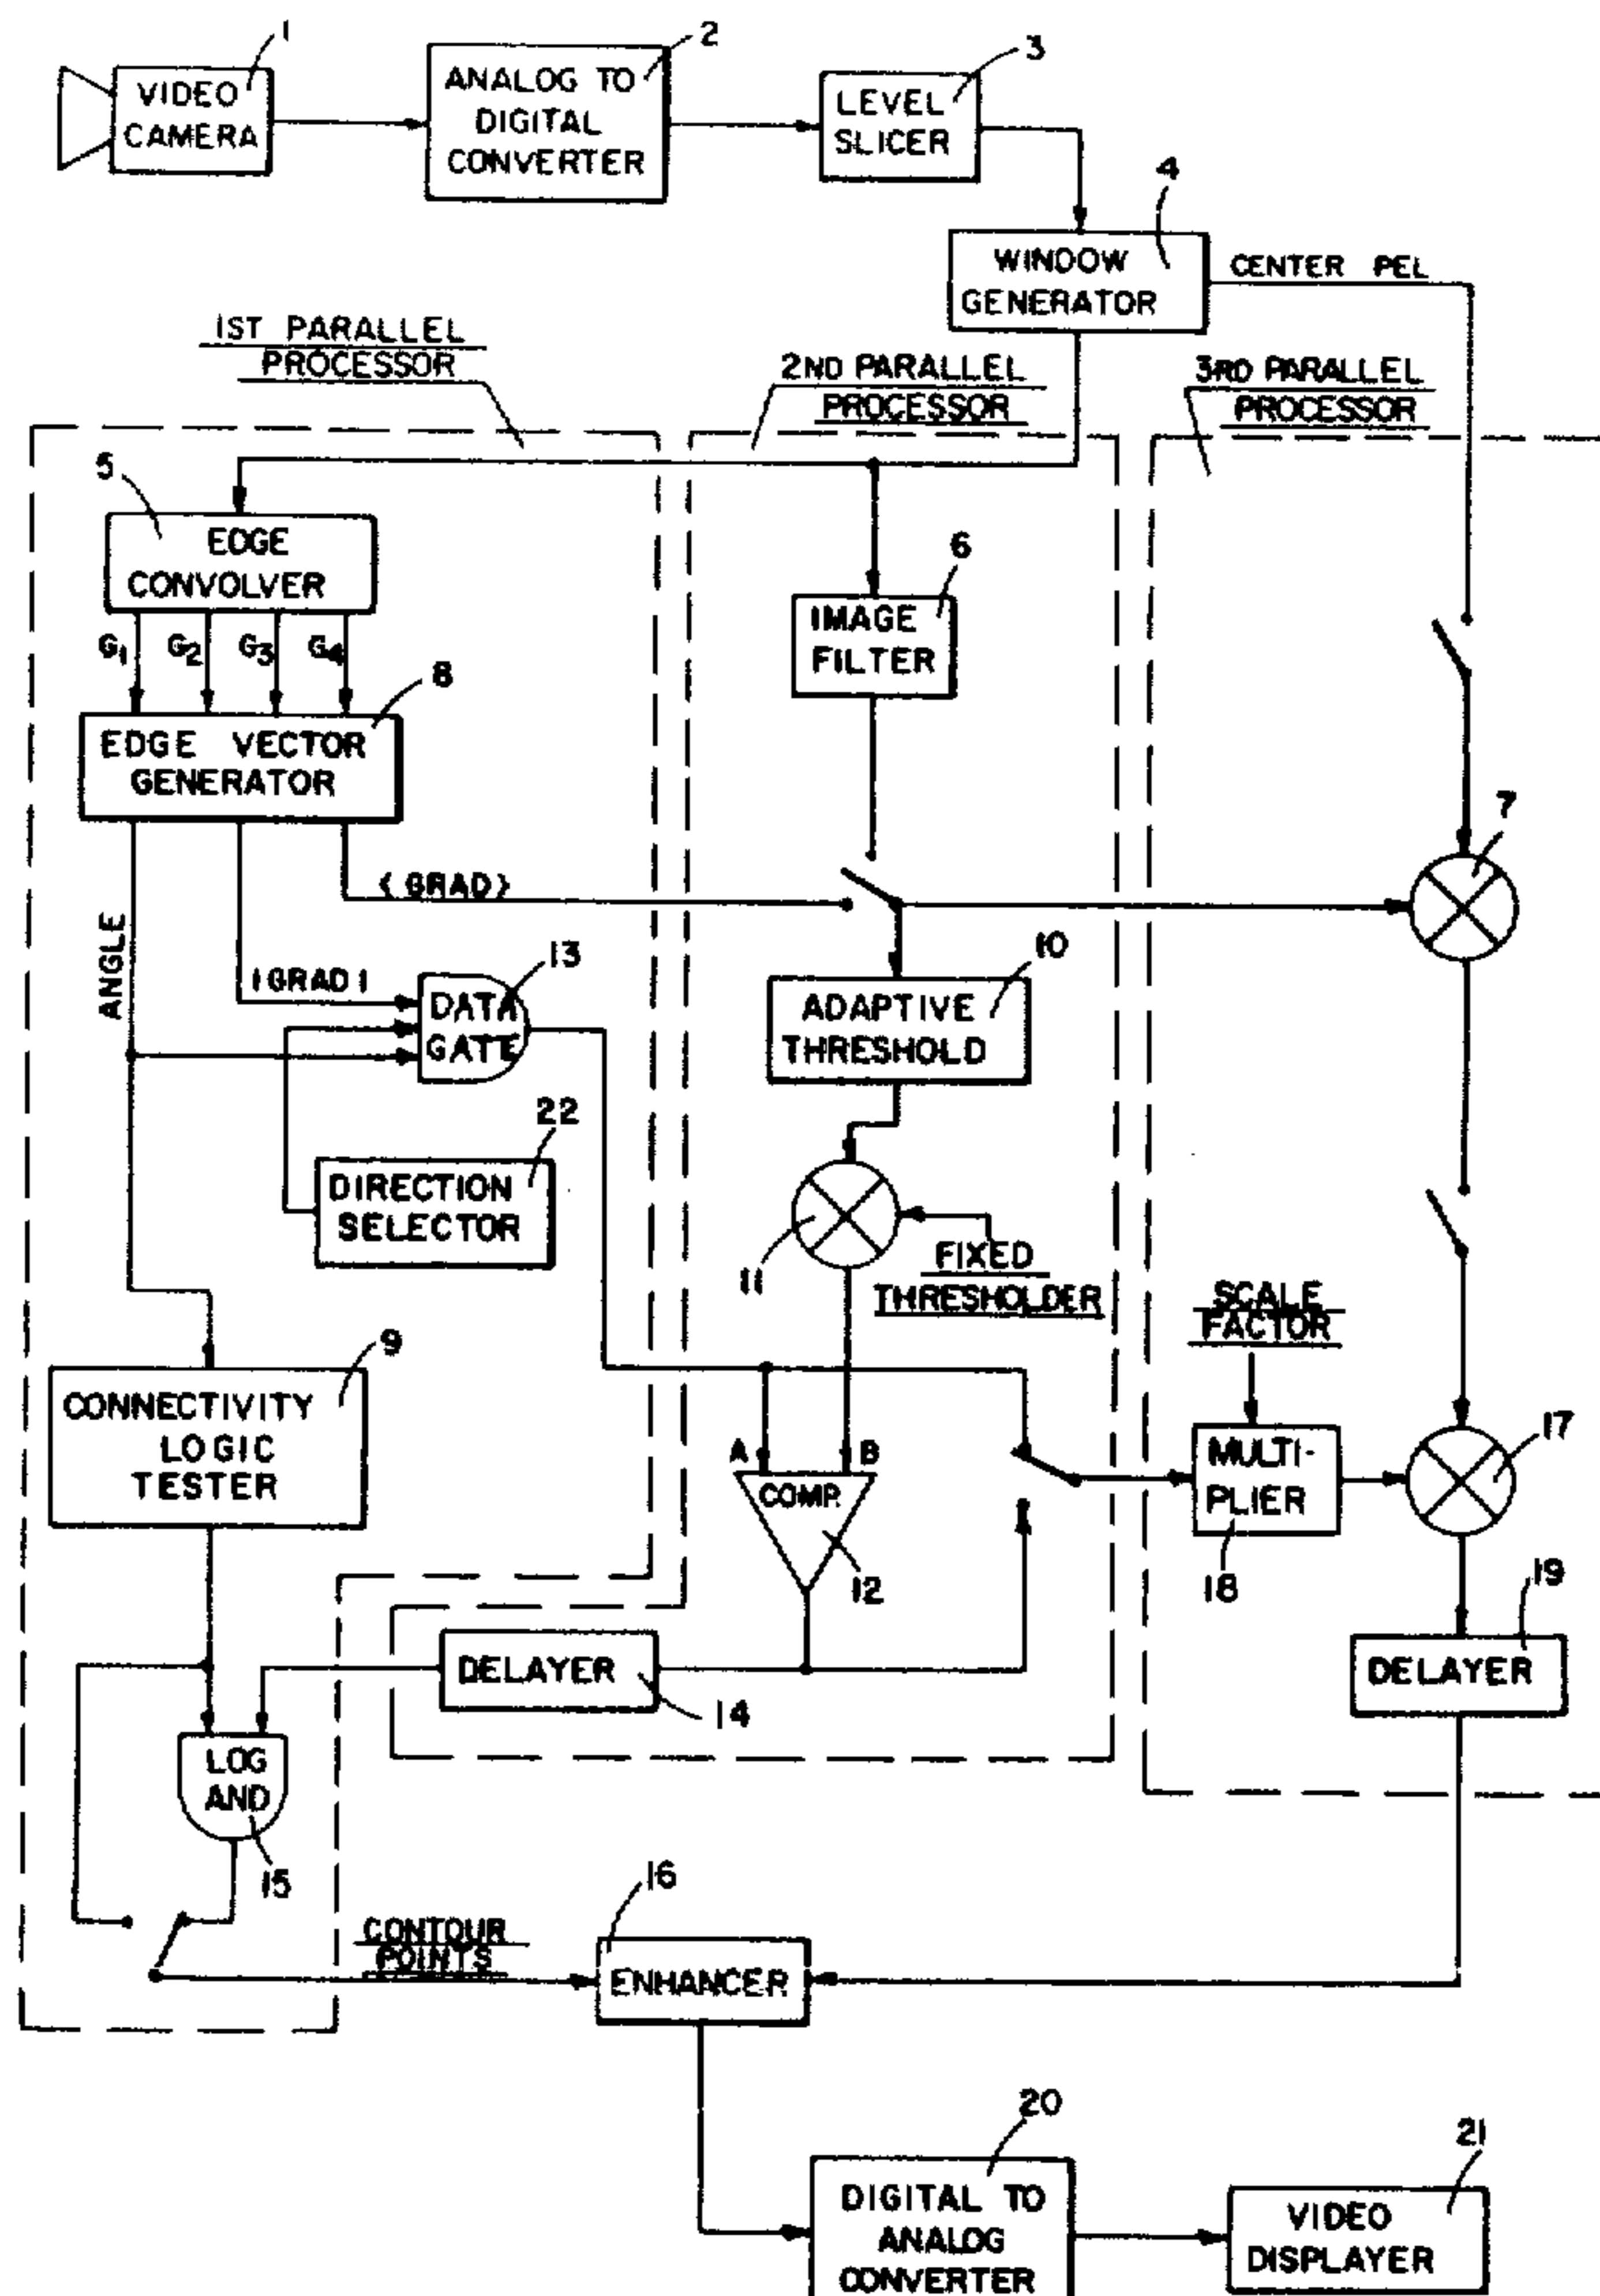 1
VIDEO
CAMERA
2
ANALOG TO
DIGITAL
CONVERTER
3
LEVEL
SLICER
4
WINDOW
GENERATOR
CENTER PEL
1ST PARALLEL
PROCESSOR
2ND PARALLEL
PROCESSOR
3RD PARALLEL
PROCESSOR
5
EDGE
CONVOLVER
6
IMAGE
FILTER
G1 G2 G3 G4
8
EDGE VECTOR
GENERATOR
7
< GRAD >
ANGLE
|GRAD|
13
DATA
GATE
10
ADAPTIVE
THRESHOLD
22
DIRECTION
SELECTOR
11
FIXED
THRESHOLDER
SCALE
FACTOR
9
CONNECTIVITY
LOGIC
TESTER
A B
COMP.
12
MULTI-
PLIER
18
17
19
DELAYER
DELAYER
14
LOG
AND
15
16
CONTOUR
POINTS
ENHANCER
20
DIGITAL TO
ANALOG
CONVERTER
21
VIDEO
DISPLAYER